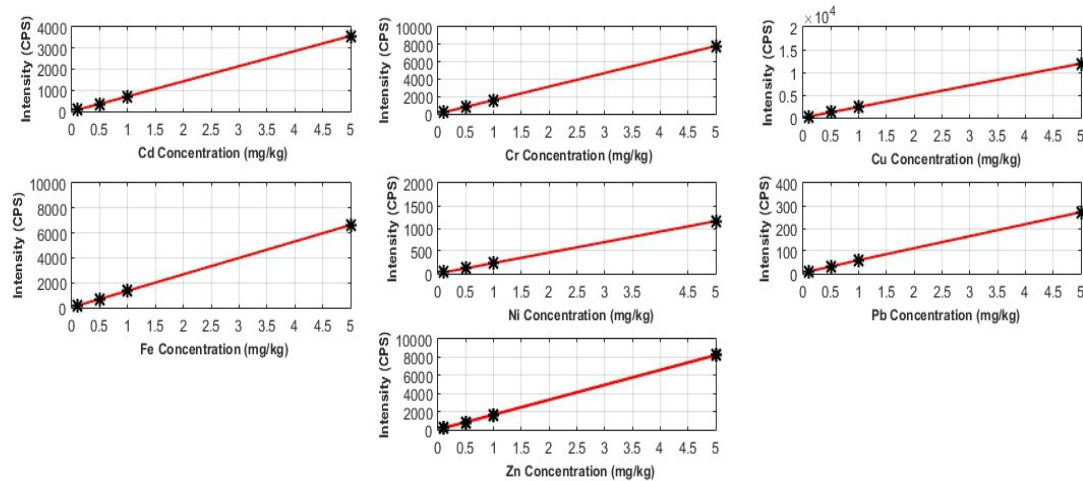 Intensity (CPS)
4000
3000
2000
1000
0
0 0.5 1 1.5 2 2.5 3 3.5 4 4.5 5
Cd Concentration (mg/kg)
Intensity (CPS)
10000
8000
6000
4000
2000
0
0 0.5 1 1.5 2 2.5 3 3.5 4 4.5 5
Cr Concentration (mg/kg)
Intensity (CPS)
×10⁴
2
1.5
1
0.5
0
0 0.5 1 1.5 2 2.5 3 3.5 4 4.5 5
Cu Concentration (mg/kg)
Intensity (CPS)
10000
8000
6000
4000
2000
0
0 0.5 1 1.5 2 2.5 3 3.5 4 4.5 5
Fe Concentration (mg/kg)
Intensity (CPS)
2000
1500
1000
500
0
0 0.5 1 1.5 2 2.5 3 3.5 4 4.5 5
Ni Concentration (mg/kg)
Intensity (CPS)
400
300
200
100
0
0 0.5 1 1.5 2 2.5 3 3.5 4 4.5 5
Pb Concentration (mg/kg)
Intensity (CPS)
10000
8000
6000
4000
2000
0
0 0.5 1 1.5 2 2.5 3 3.5 4 4.5 5
Zn Concentration (mg/kg)